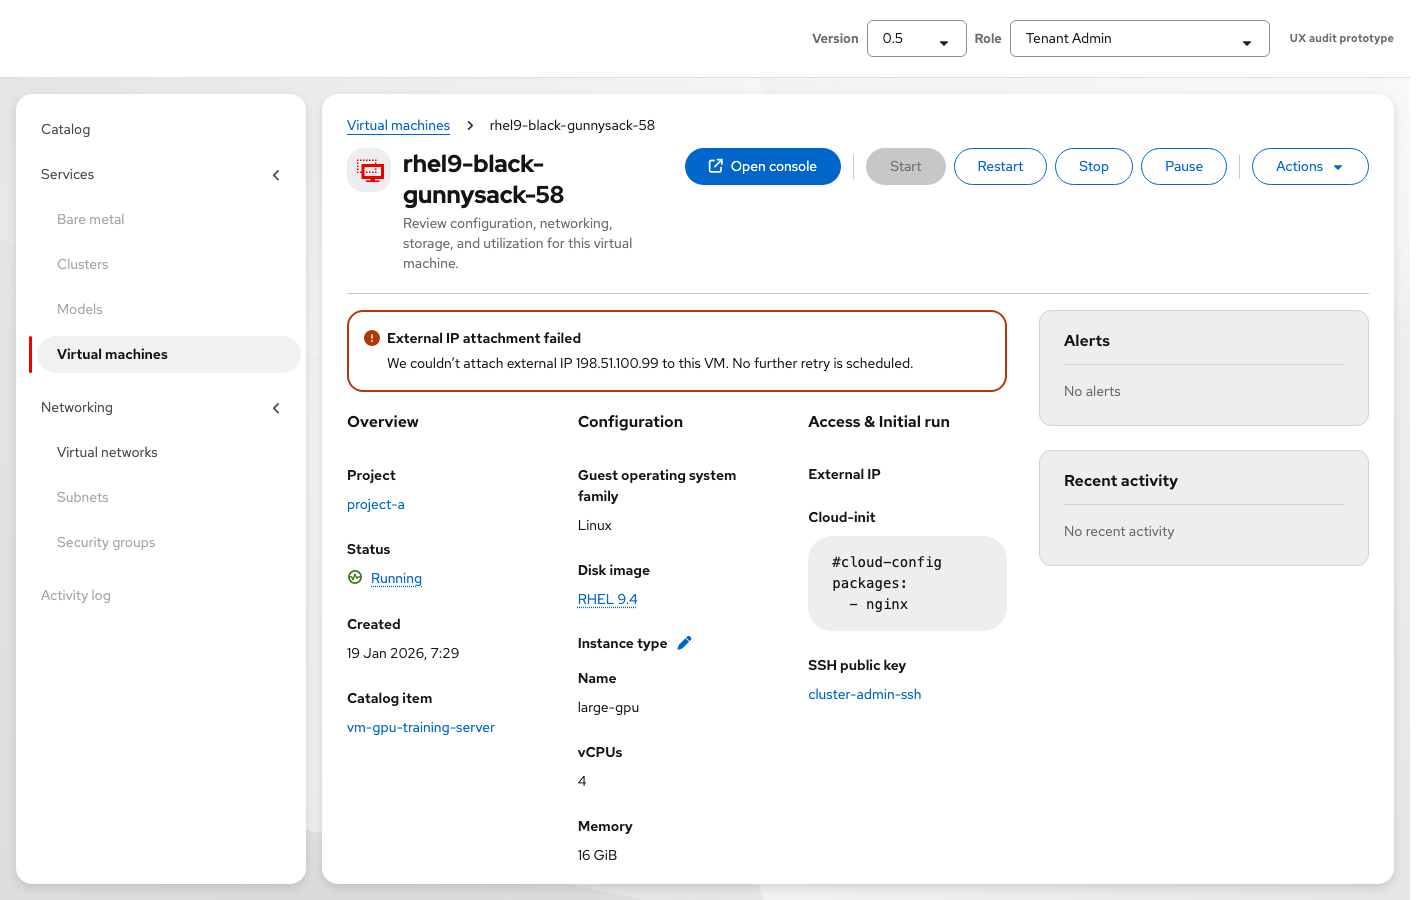 Version
0.5
Role
Tenant Admin
UX audit prototype
Catalog
Services
Bare metal
Clusters
Models
Virtual machines
Networking
Virtual networks
Subnets
Security groups
Activity log
Virtual machines
rhel9-black-gunnysack-58
rhel9-black-
gunnysack-58
Review configuration, networking,
storage, and utilization for this virtual
machine.
Open console
Start
Restart
Stop
Pause
Actions
External IP attachment failed
We couldn’t attach external IP 198.51.100.99 to this VM. No further retry is scheduled.
Overview
Project
project-a
Status
Running
Created
19 Jan 2026, 7:29
Catalog item
vm-gpu-training-server
Configuration
Guest operating system
family
Linux
Disk image
RHEL 9.4
Instance type
Name
large-gpu
vCPUs
4
Memory
16 GiB
Access & Initial run
External IP
Cloud-init
#cloud-config
packages:
  - nginx
SSH public key
cluster-admin-ssh
Alerts
No alerts
Recent activity
No recent activity